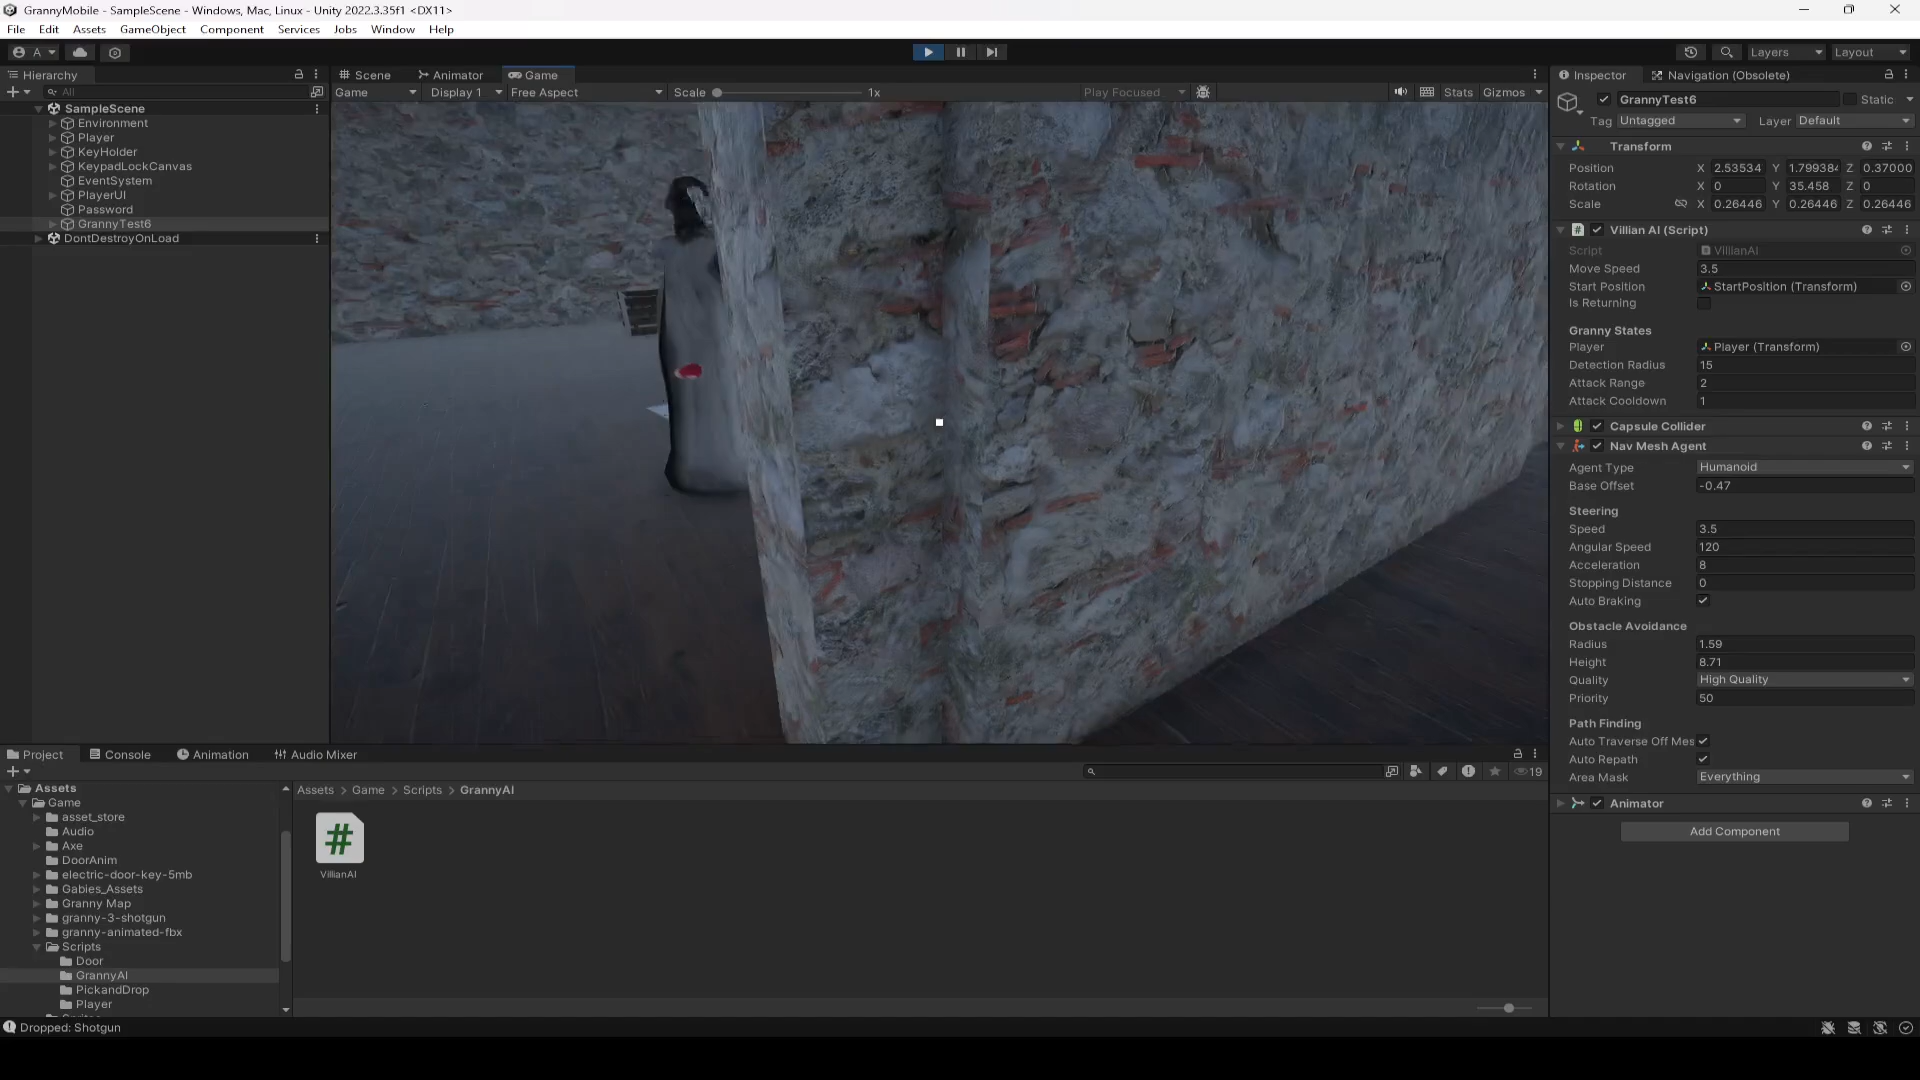 GrannyMobile - SampleScene - Windows, Mac, Linux - Unity 2022.3.35f1 <DX11>
File Edit Assets GameObject Component Services Jobs Window Help
A Layers Layout
Hierarchy Scene Animator Game Inspector Navigation (Obsolete)
All Game Display 1 Free Aspect Scale 1x Play Focused Stats Gizmos
GrannyTest6 Static
SampleScene
Tag Untagged Layer Default
Environment
Player
Transform
KeyHolder
KeypadLockCanvas
Position X 2.53534 Y 1.79938 Z 0.37000
EventSystem
Rotation X 0 Y 35.458 Z 0
PlayerUI
Scale X 0.26446 Y 0.26446 Z 0.26446
Password
GrannyTest6
Villian AI (Script)
DontDestroyOnLoad
Script VillianAI
Move Speed 3.5
Start Position StartPosition (Transform)
Is Returning
Granny States
Player Player (Transform)
Detection Radius 15
Attack Range 2
Attack Cooldown 1
Capsule Collider
Nav Mesh Agent
Agent Type Humanoid
Base Offset -0.47
Steering
Speed 3.5
Angular Speed 120
Acceleration 8
Stopping Distance 0
Auto Braking
Obstacle Avoidance
Radius 1.59
Height 8.71
Quality High Quality
Priority 50
Path Finding
Auto Traverse Off Mes
Auto Repath
Area Mask Everything
Animator
Add Component
Project Console Animation Audio Mixer
19
Assets
Game
asset_store
Audio
Axe
DoorAnim
electric-door-key-5mb
Gabies_Assets
Granny Map
granny-3-shotgun
granny-animated-fbx
Scripts
Door
GrannyAI
PickandDrop
Player
Assets > Game > Scripts > GrannyAI
#
VillianAI
Dropped: Shotgun